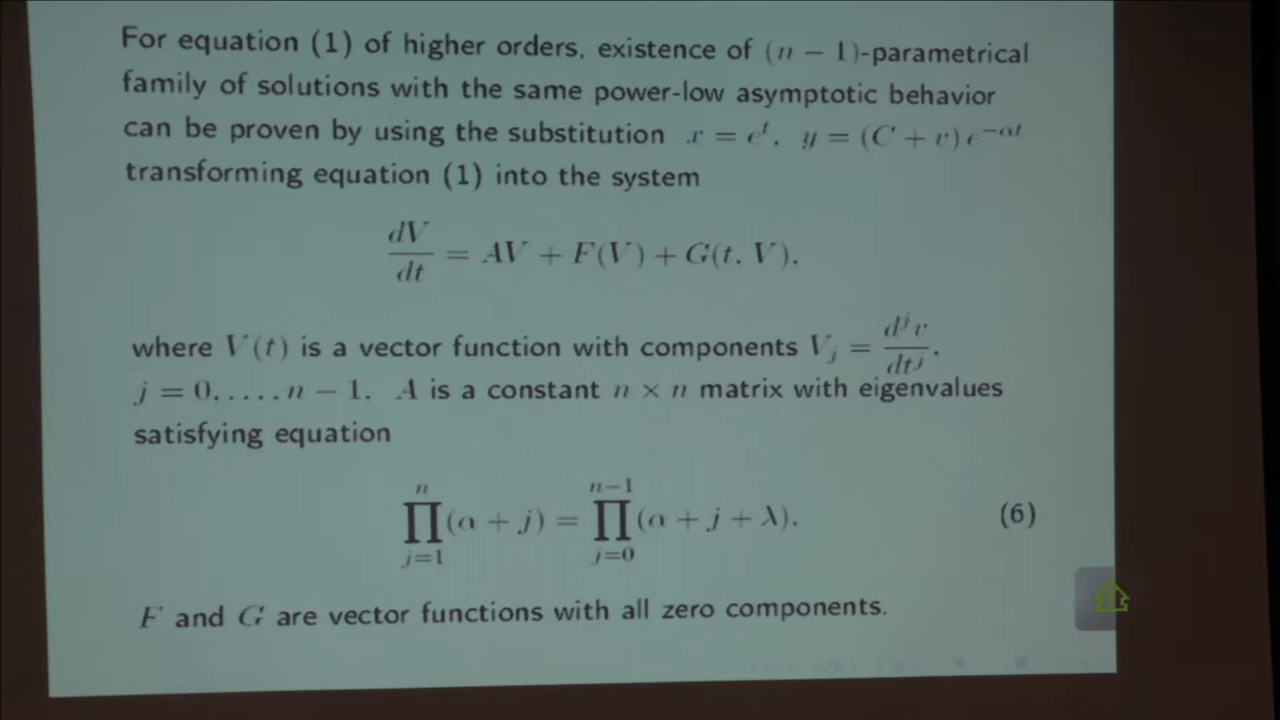 For equation (1) of higher orders, existence of (n − 1)-parametrical
family of solutions with the same power-low asymptotic behavior
can be proven by using the substitution x = e^t, y = (C + v) e^{−αt}
transforming equation (1) into the system
dV/dt = AV + F(V) + G(t, V),
where V(t) is a vector function with components V_j = d^j v/dt^j,
j = 0, . . . , n − 1, A is a constant n × n matrix with eigenvalues
satisfying equation
∏_{j=1}^{n} (α + j) = ∏_{j=0}^{n−1} (α + j + λ), (6)
F and G are vector functions with all zero components.